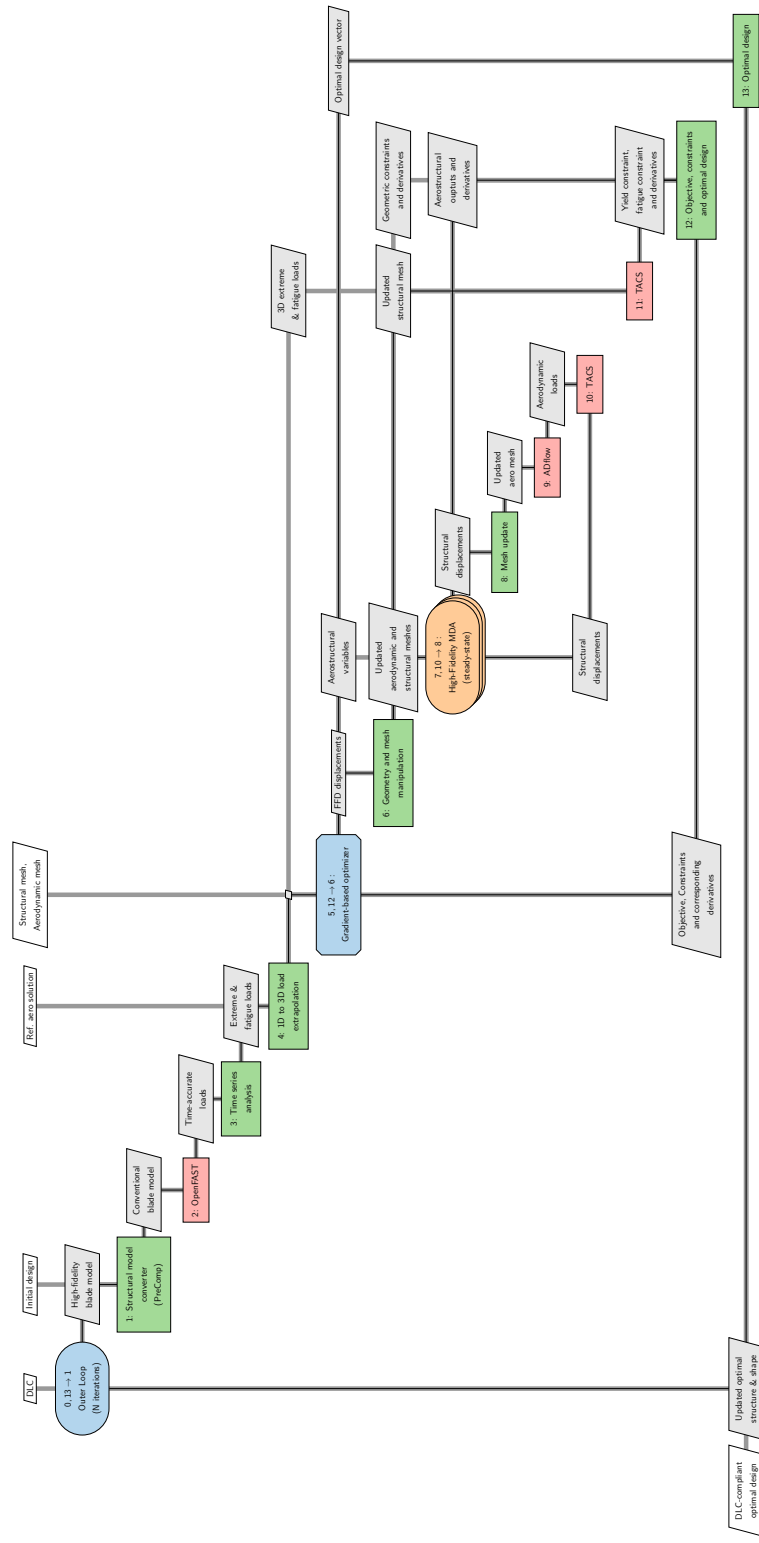 DLC
Initial design
Ref. aero solution
Structural mesh,
Aerodynamic mesh
0, 13 → 1
Outer Loop
(N iterations)
High-fidelity
blade model
1: Structural model
converter
(PreComp)
Conventional
blade model
2: OpenFAST
Time-accurate
loads
3: Time series
analysis
Extreme &
fatigue loads
4: 1D to 3D load
extrapolation
3D extreme
& fatigue loads
5, 12 → 6 :
Gradient-based optimizer
FFD displacements
Aerostructural
variables
Optimal design vector
6: Geometry and mesh
manipulation
Updated
aerodynamic and
structural meshes
Updated
structural mesh
Geometric constraints
and derivatives
7, 10 → 8 :
High-Fidelity MDA
(steady-state)
Structural
displacements
Aerostructural
ouptuts and
derivatives
8: Mesh update
Updated
aero mesh
9: ADflow
Aerodynamic
loads
Structural
displacements
10: TACS
11: TACS
Yield constraint,
fatigue constraint
and derivatives
Objective, Constraints
and corresponding
derivatives
12: Objective, constraints
and optimal design
DLC-compliant
optimal design
Updated optimal
structure & shape
13: Optimal design